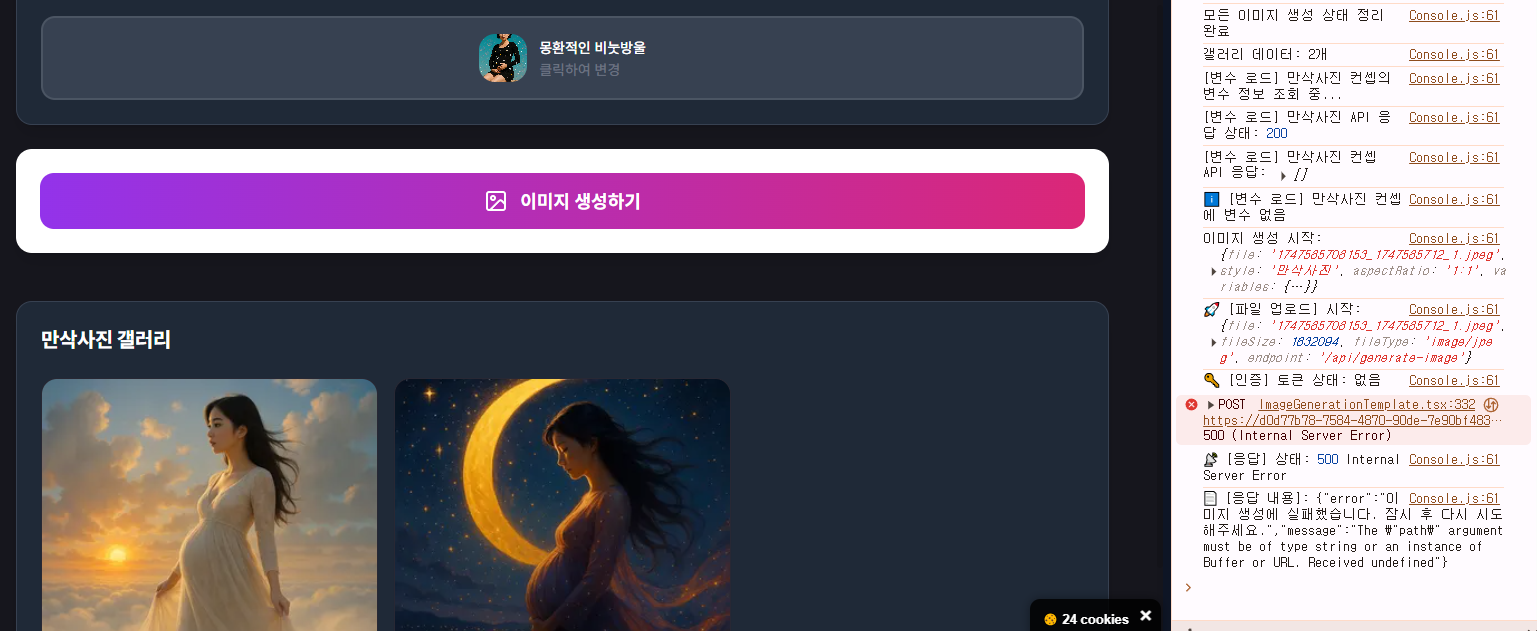 몽환적인 비눗방울
클릭하여 변경
이미지 생성하기
만삭사진 갤러리
24 cookies ✕
모든 이미지 생성 상태 정리 Console.js:61
완료
갤러리 데이터: 2개 Console.js:61
[변수 로드] 만삭사진 컨셉의 Console.js:61
변수 정보 조회 중...
[변수 로드] 만삭사진 API 응 Console.js:61
답 상태: 200
[변수 로드] 만삭사진 컨셉 Console.js:61
API 응답: ▶ []
[변수 로드] 만삭사진 컨셉 Console.js:61
에 변수 없음
이미지 생성 시작: Console.js:61
{file: '1747565706153_1747565712_1.jpeg',
▶ style: '만삭사진', aspectRatio: '1:1', va
riables: {…}}
🚀 [파일 업로드] 시작: Console.js:61
{file: '1747565706153_1747565712_1.jpeg',
▶ fileSize: 1632094, fileType: 'image/jpe
g', endpoint: '/api/generate-image'}
🔑 [인증] 토큰 상태: 없음 Console.js:61
▶ POST ImageGenerationTemplate.tsx:332
https://d0d77b78-7584-4870-90de-7e90bf483…
500 (Internal Server Error)
📡 [응답] 상태: 500 Internal Console.js:61
Server Error
📄 [응답 내용]: {"error":"이 Console.js:61
미지 생성에 실패했습니다. 잠시 후 다시 시도
해주세요.","message":"The \"path\" argument
must be of type string or an instance of
Buffer or URL. Received undefined"}